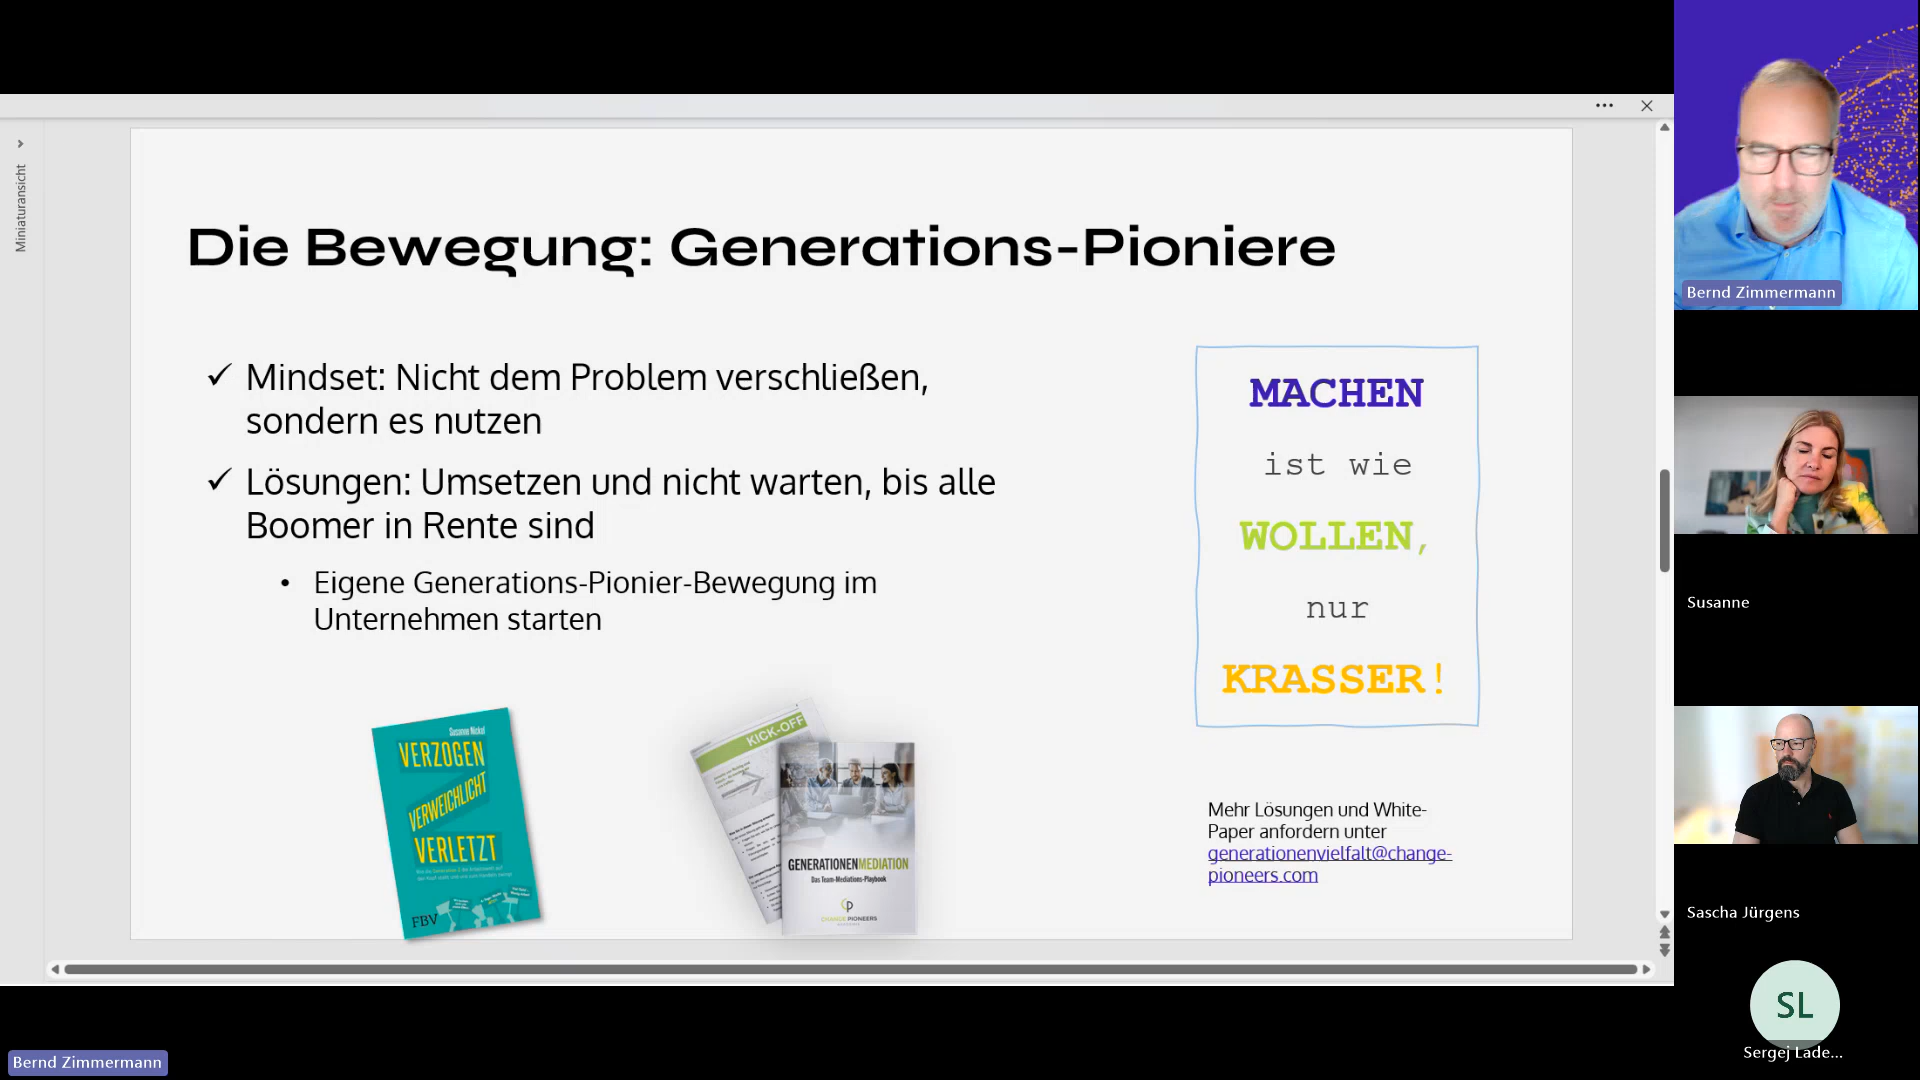 Miniaturansicht
Die Bewegung: Generations-Pioniere
✓ Mindset: Nicht dem Problem verschließen,
sondern es nutzen
✓ Lösungen: Umsetzen und nicht warten, bis alle
Boomer in Rente sind
• Eigene Generations-Pionier-Bewegung im
Unternehmen starten
MACHEN
ist wie
WOLLEN,
nur
KRASSER!
Susanne Nickel
VERZOGEN
VERWEICHLICHT
VERLETZT
FBV
KICK-OFF
GENERATIONENMEDIATION
Das Team-Mediations-Playbook
CHANGE PIONEERS
Mehr Lösungen und White-
Paper anfordern unter
generationenvielfalt@change-
pioneers.com
Bernd Zimmermann
Susanne
Sascha Jürgens
SL
Sergej Lade...
Bernd Zimmermann